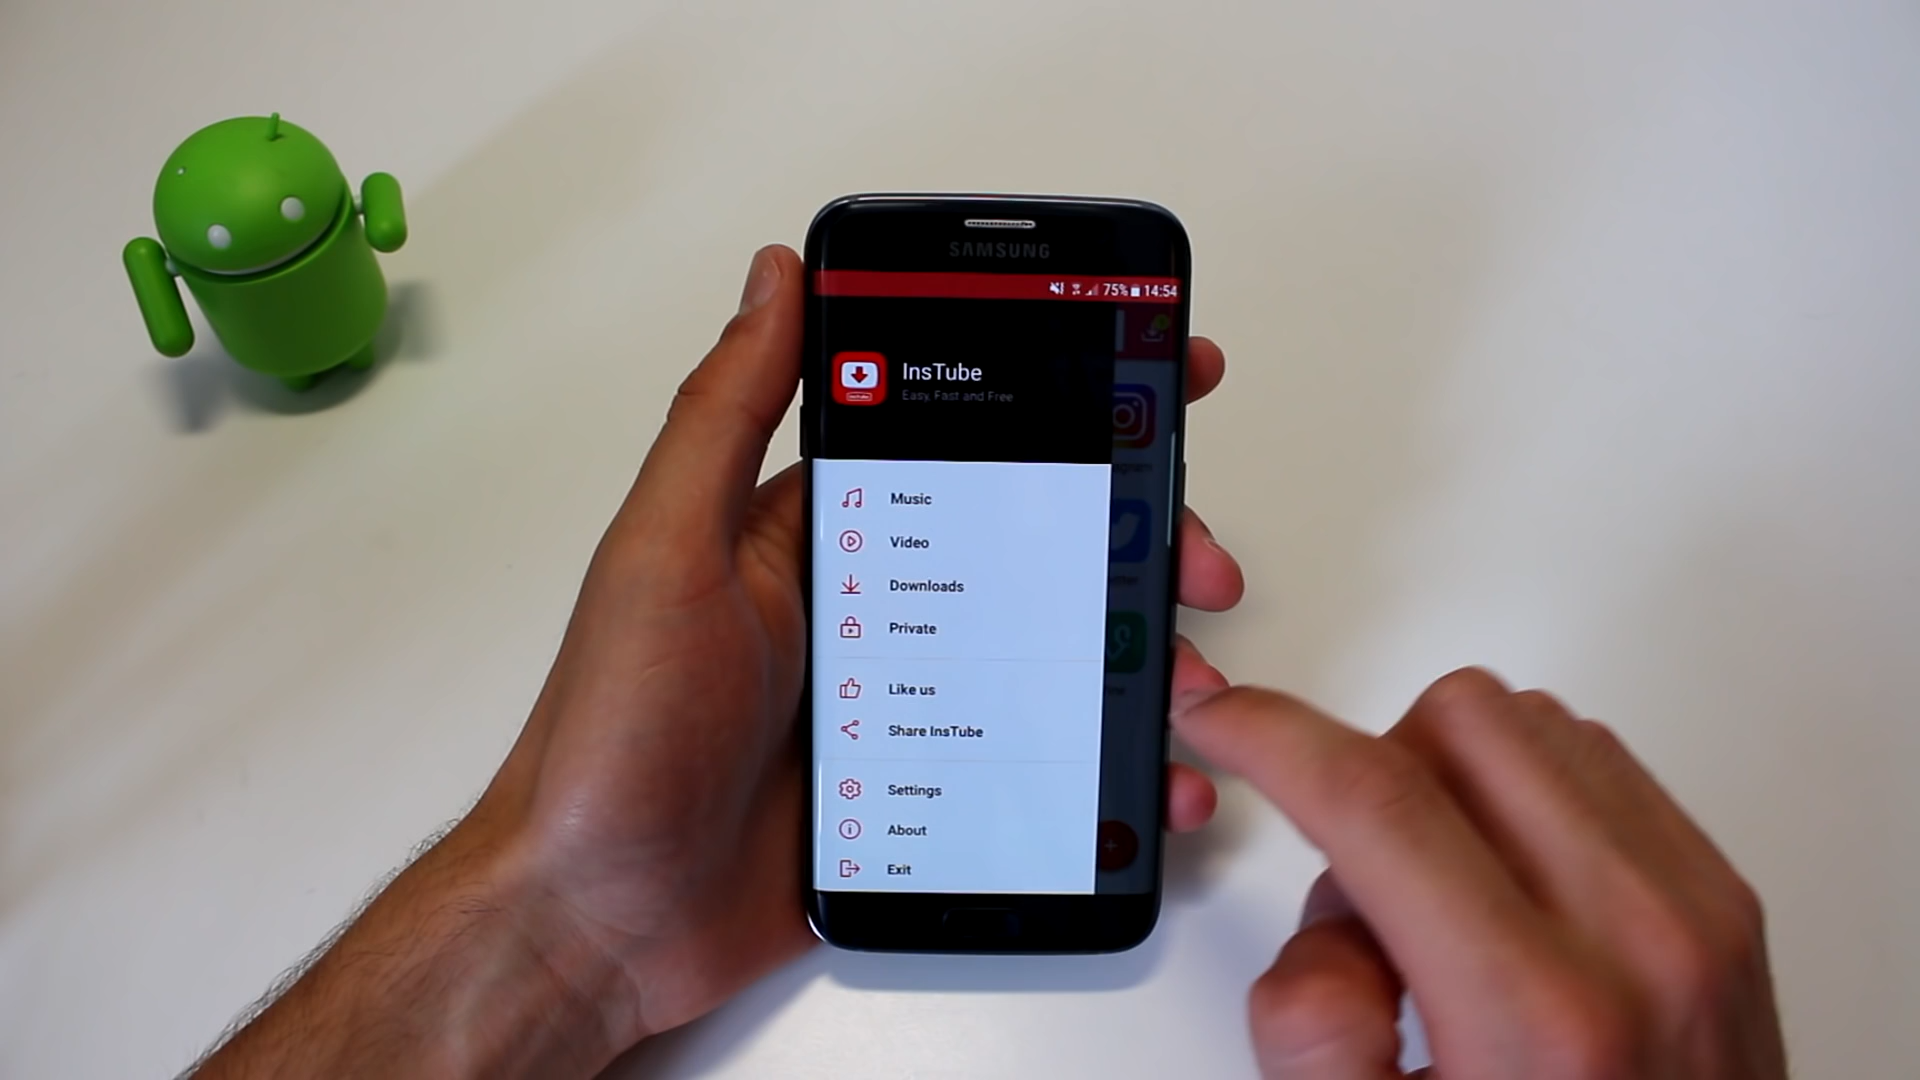 SAMSUNG
75% 14:54
InsTube
Easy, Fast and Free
Music
Video
Downloads
Private
Like us
Share InsTube
Settings
About
Exit